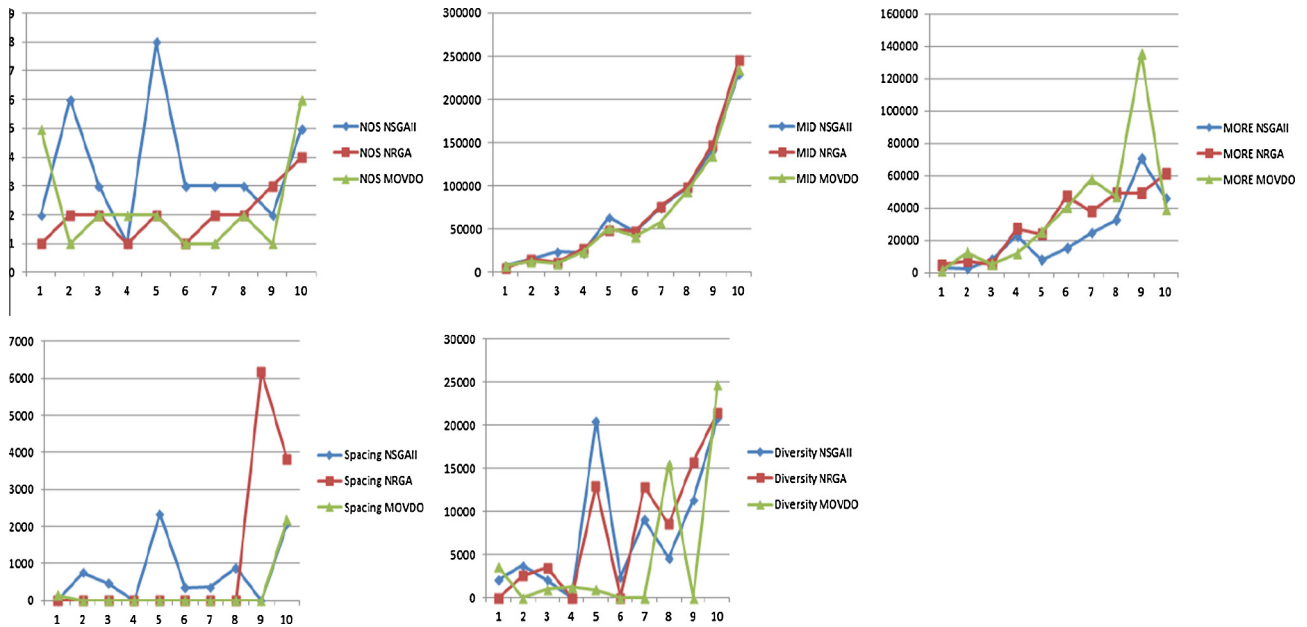 9
8
7
6
5
4
3
2
1
0
1 2 3 4 5 6 7 8 9 10
NOS NSGAII
NOS NRGA
NOS MOVDO
300000
250000
200000
150000
100000
50000
0
1 2 3 4 5 6 7 8 9 10
MID NSGAII
MID NRGA
MID MOVDO
160000
140000
120000
100000
80000
60000
40000
20000
0
1 2 3 4 5 6 7 8 9 10
MORE NSGAII
MORE NRGA
MORE MOVDO
7000
6000
5000
4000
3000
2000
1000
0
1 2 3 4 5 6 7 8 9 10
Spacing NSGAII
Spacing NRGA
Spacing MOVDO
30000
25000
20000
15000
10000
5000
0
1 2 3 4 5 6 7 8 9 10
Diversity NSGAII
Diversity NRGA
Diversity MOVDO